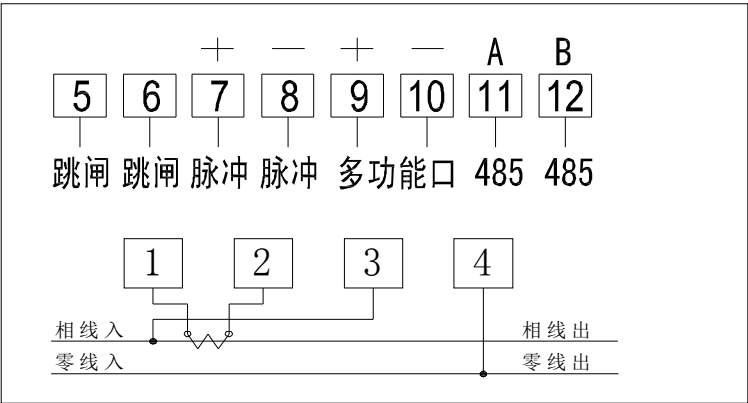 + — + — A B
5 6 7 8 9 10 11 12
跳闸 跳闸 脉冲 脉冲 多功能口 485 485
1 2 3 4
相线入 相线出
零线入 零线出